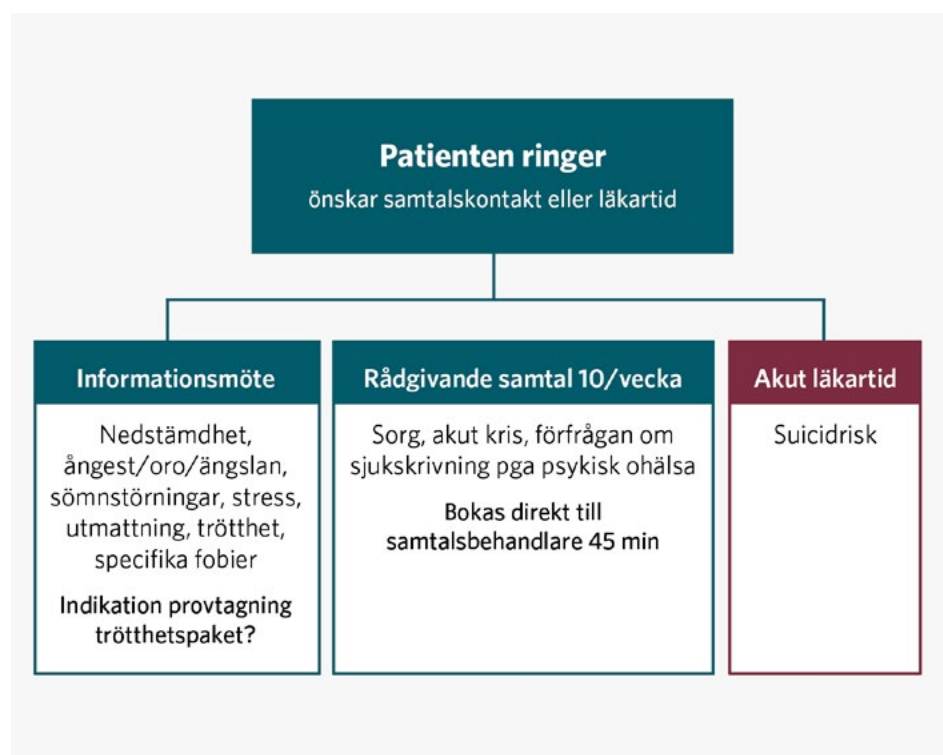 Patienten ringer
önskar samtalskontakt eller läkartid
Informationsmöte
Nedstämdhet,
ångest/oro/ängslan,
sömnstörningar, stress,
utmattning, trötthet,
specifika fobier
Indikation provtagning
trötthetspaket?
Rådgivande samtal 10/vecka
Sorg, akut kris, förfrågan om
sjukskrivning pga psykisk ohälsa
Bokas direkt till
samtalsbehandlare 45 min
Akut läkartid
Suicidrisk